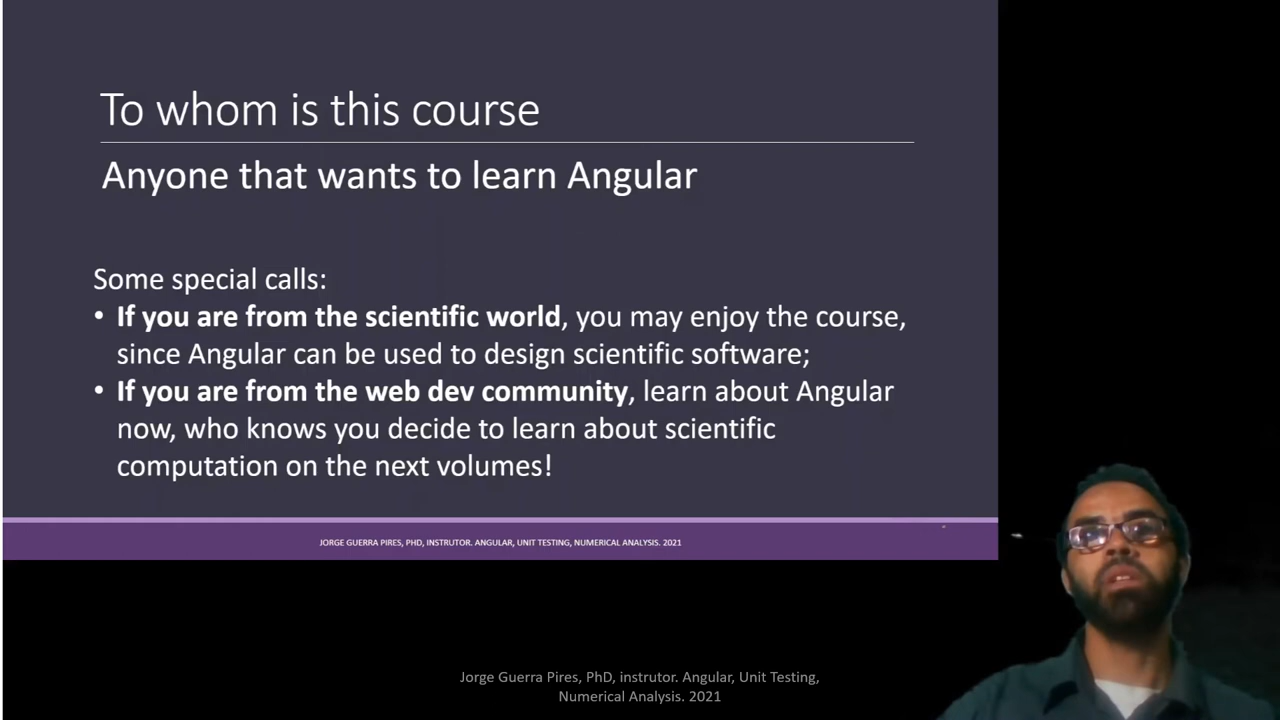 To whom is this course
Anyone that wants to learn Angular
Some special calls:
• If you are from the scientific world, you may enjoy the course,
since Angular can be used to design scientific software;
• If you are from the web dev community, learn about Angular
now, who knows you decide to learn about scientific
computation on the next volumes!
JORGE GUERRA PIRES, PHD, INSTRUTOR. ANGULAR, UNIT TESTING, NUMERICAL ANALYSIS. 2021
Jorge Guerra Pires, PhD, instrutor. Angular, Unit Testing,
Numerical Analysis. 2021